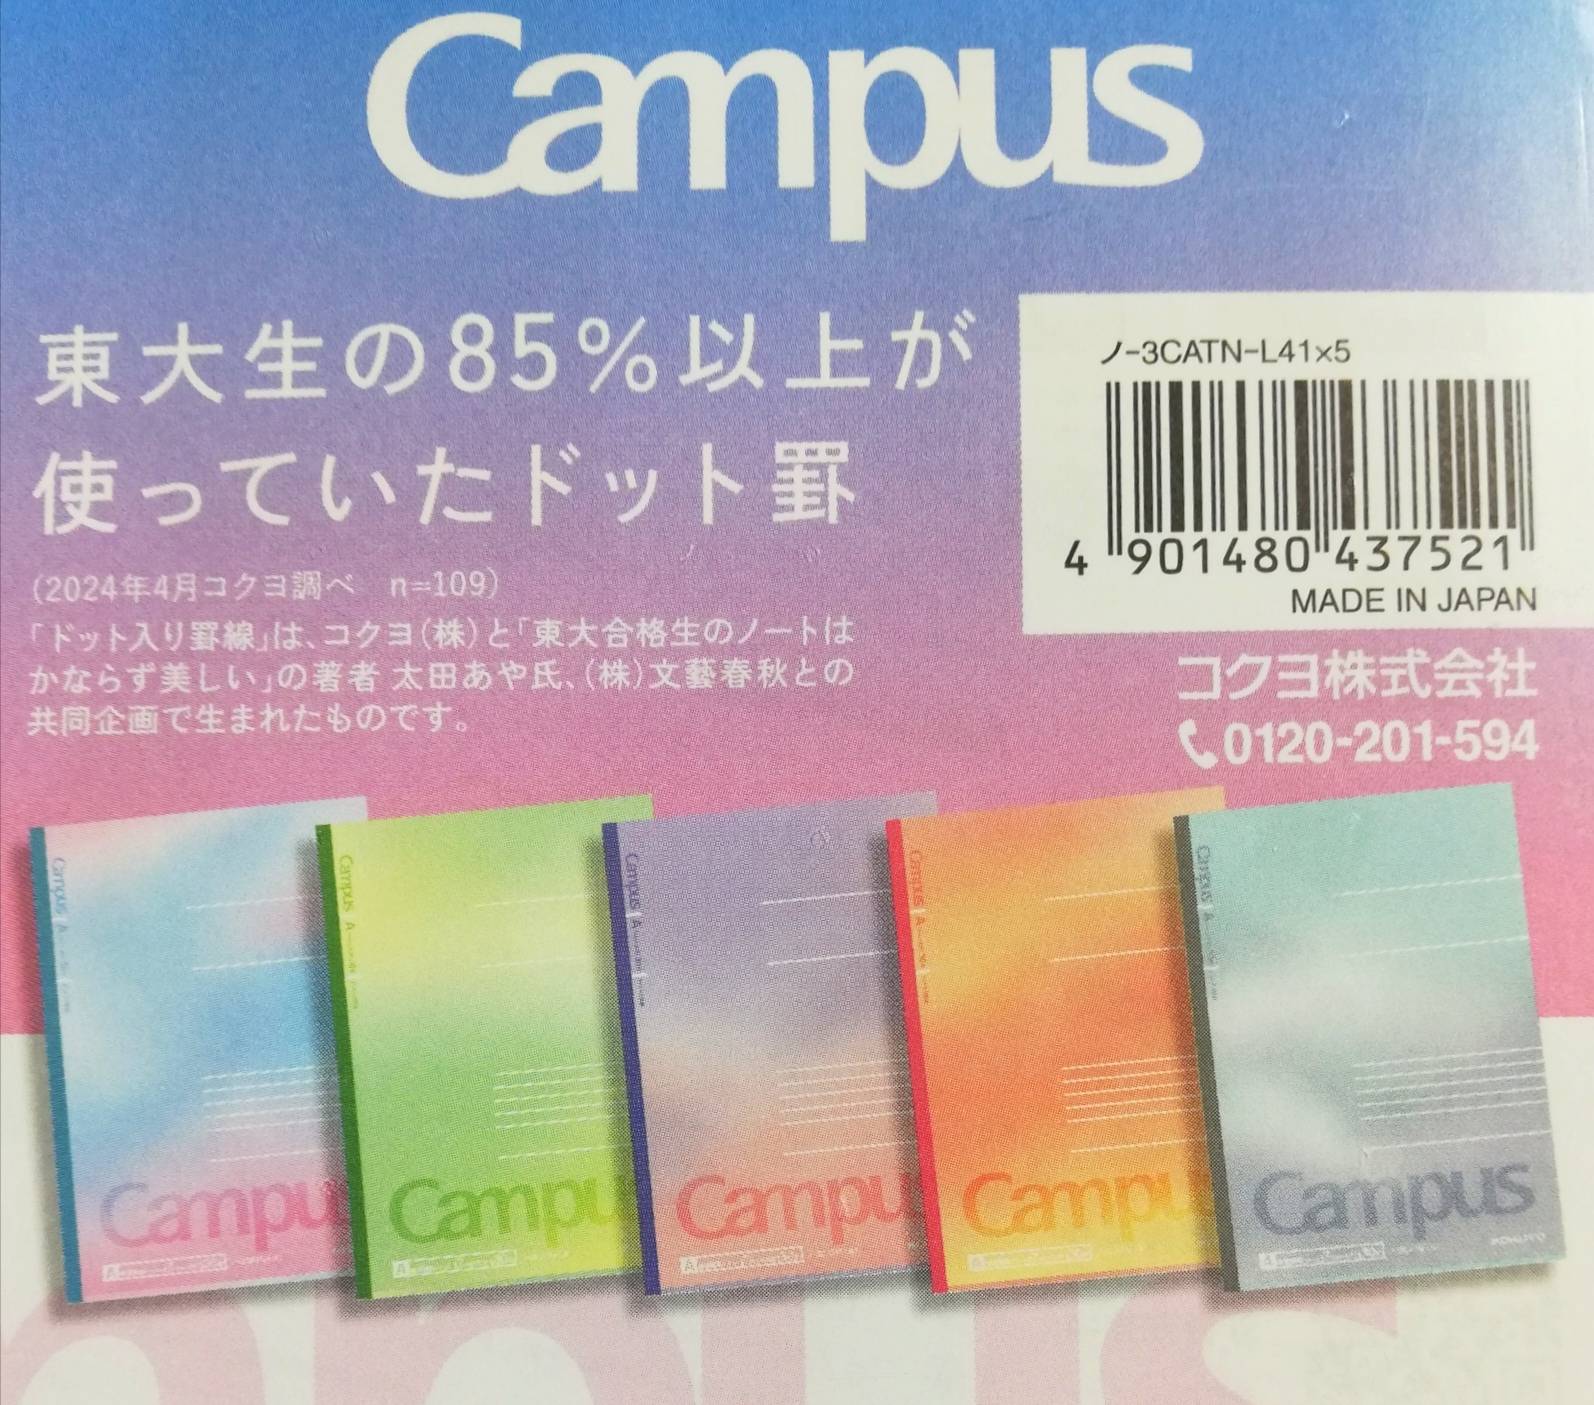 Campus
東大生の85%以上が
使っていたドット罫
(2024年4月コクヨ調べ n=109)
「ドット入り罫線」は、コクヨ(株)と「東大合格生のノートは
かならず美しい」の著者 太田あや氏、(株)文藝春秋との
共同企画で生まれたものです。
ノ-3CATN-L41×5
4 901480 437521
MADE IN JAPAN
コクヨ株式会社
0120-201-594
Campus A
Campus A
Campus A
Campus A
Campus A
Campu
Campu
Campu
Campu
Campus
A
A
A
A
A
KOKUYO